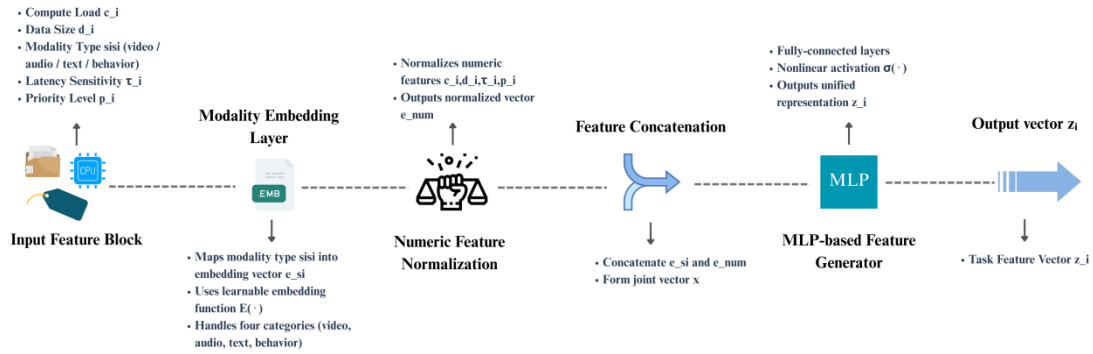 • Compute Load c_i
• Data Size d_i
• Modality Type sisi (video /
audio / text / behavior)
• Latency Sensitivity τ_i
• Priority Level p_i
CPU
Input Feature Block
Modality Embedding
Layer
EMB
• Maps modality type sisi into
embedding vector e_si
• Uses learnable embedding
function E(·)
• Handles four categories (video,
audio, text, behavior)
• Normalizes numeric
features c_i,d_i,τ_i,p_i
• Outputs normalized vector
e_num
Numeric Feature
Normalization
Feature Concatenation
• Concatenate e_si and e_num
• Form joint vector x
• Fully-connected layers
• Nonlinear activation σ(·)
• Outputs unified
representation z_i
MLP
MLP-based Feature
Generator
Output vector zᵢ
• Task Feature Vector z_i